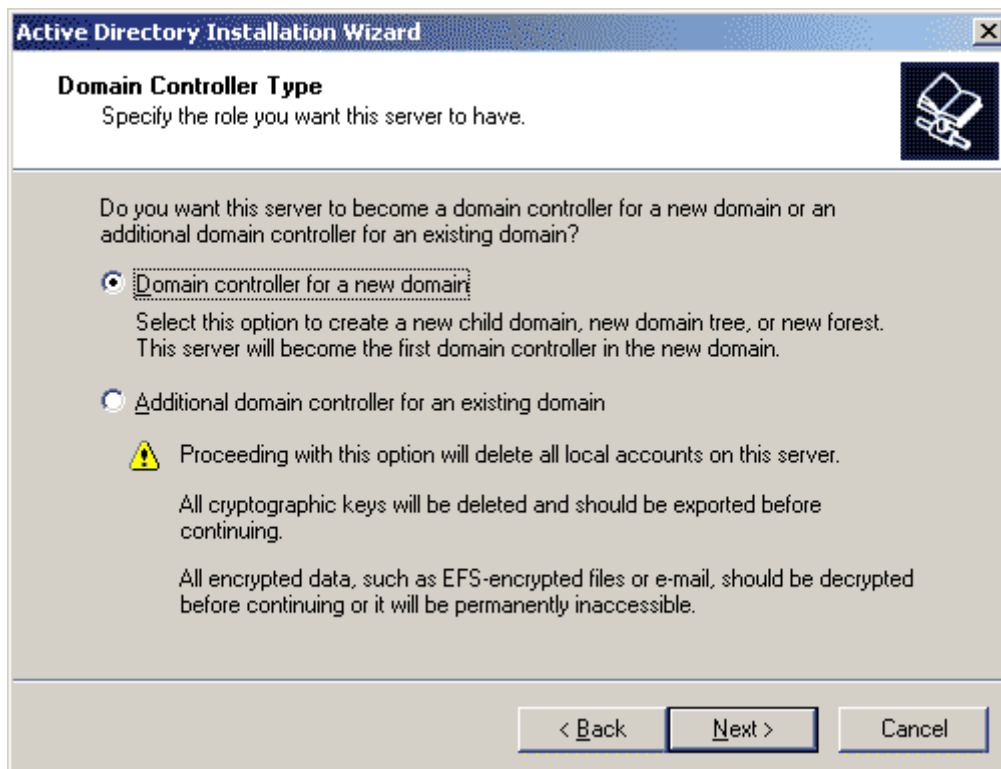 Active Directory Installation Wizard
Domain Controller Type
Specify the role you want this server to have.
Do you want this server to become a domain controller for a new domain or an
additional domain controller for an existing domain?
Domain controller for a new domain
Select this option to create a new child domain, new domain tree, or new forest.
This server will become the first domain controller in the new domain.
Additional domain controller for an existing domain
Proceeding with this option will delete all local accounts on this server.
All cryptographic keys will be deleted and should be exported before
continuing.
All encrypted data, such as EFS-encrypted files or e-mail, should be decrypted
before continuing or it will be permanently inaccessible.
< Back Next > Cancel